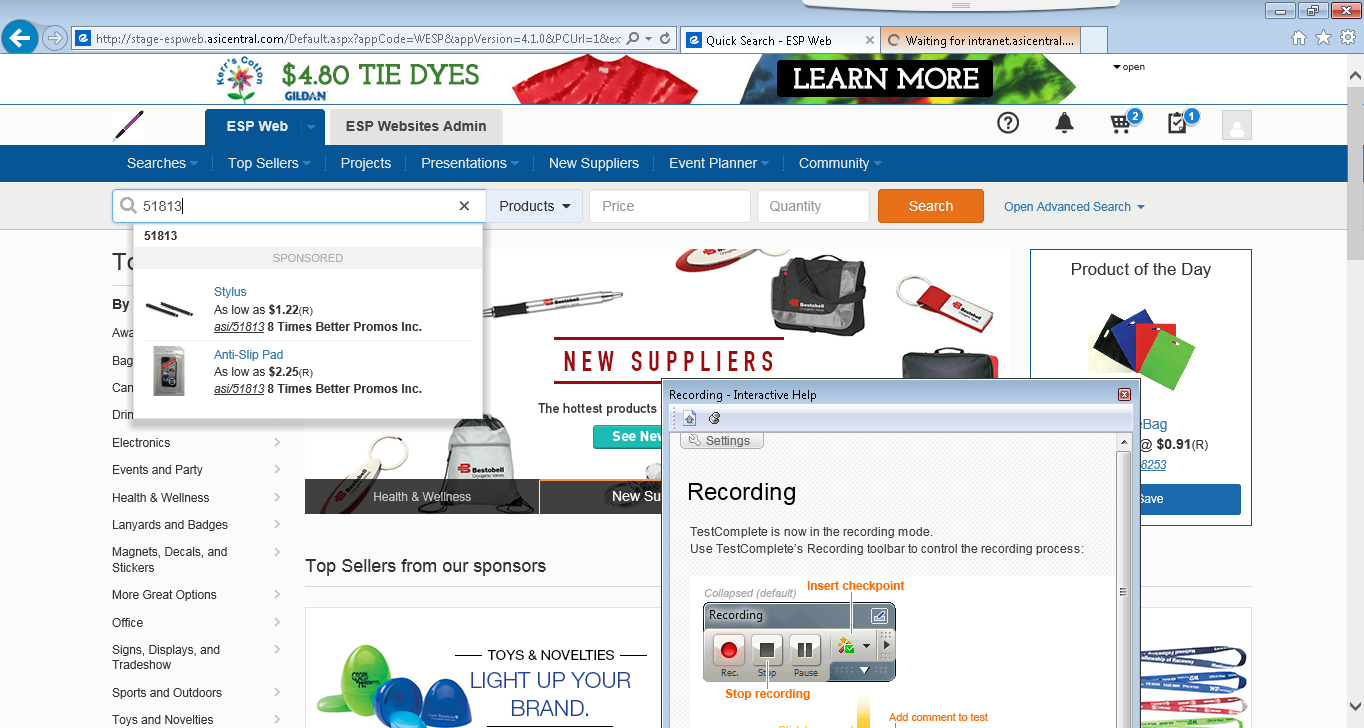 http://stage-espweb.asicentral.com/Default.aspx?appCode=WESP&appVersion=4.1.0&PCUrl=1&ex
Quick Search - ESP Web
Waiting for intranet.asicentral....
Kerr's Cotton
$4.80 TIE DYES
GILDAN
LEARN MORE
open
ESP Web
ESP Websites Admin
2
1
Searches
Top Sellers
Projects
Presentations
New Suppliers
Event Planner
Community
51813
Products
Price
Quantity
Search
Open Advanced Search
51813
SPONSORED
Stylus
As low as $1.22(R)
asi/51813 8 Times Better Promos Inc.
Anti-Slip Pad
As low as $2.25(R)
asi/51813 8 Times Better Promos Inc.
By
Electronics
Events and Party
Health & Wellness
Lanyards and Badges
Magnets, Decals, and
Stickers
More Great Options
Office
Signs, Displays, and
Tradeshow
Sports and Outdoors
Toys and Novelties
Bestobell
Bestobell
Bestobell
Bestobell
NEW SUPPLIERS
The hottest products
See New
Bestobell
Cryogenic Valves
Health & Wellness
New Su
Product of the Day
eBag
@ $0.91(R)
8253
Save
Top Sellers from our sponsors
TOYS & NOVELTIES
LIGHT UP YOUR
BRAND.
Recording - Interactive Help
Settings
Recording
TestComplete is now in the recording mode.
Use TestComplete's Recording toolbar to control the recording process:
Insert checkpoint
Collapsed (default)
Recording
Rec.
Stop
Pause
Stop recording
Add comment to test